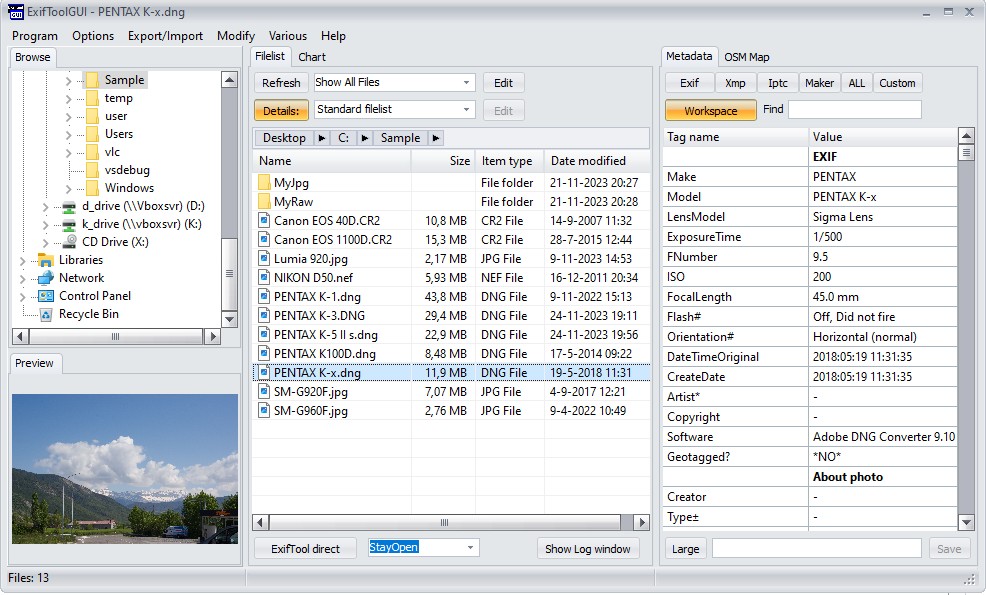 ExifToolGUI - PENTAX K-x.dng
Program Options Export/Import Modify Various Help
Browse
Sample
temp
user
Users
vlc
vsdebug
Windows
d_drive (\\Vboxsvr) (D:)
k_drive (\\Vboxsvr) (K:)
CD Drive (X:)
Libraries
Network
Control Panel
Recycle Bin
Preview
Filelist Chart
Refresh Show All Files Edit
Details: Standard filelist Edit
Desktop C: Sample
Name Size Item type Date modified
MyJpg File folder 21-11-2023 20:27
MyRaw File folder 21-11-2023 20:28
Canon EOS 40D.CR2 10,8 MB CR2 File 14-9-2007 11:32
Canon EOS 1100D.CR2 15,3 MB CR2 File 28-7-2015 12:44
Lumia 920.jpg 2,17 MB JPG File 9-11-2023 14:53
NIKON D50.nef 5,93 MB NEF File 16-12-2011 20:34
PENTAX K-1.dng 43,8 MB DNG File 9-11-2022 15:13
PENTAX K-3.DNG 29,4 MB DNG File 24-11-2023 19:11
PENTAX K-5 II s.dng 22,9 MB DNG File 24-11-2023 19:56
PENTAX K100D.dng 8,48 MB DNG File 17-5-2014 09:22
PENTAX K-x.dng 11,9 MB DNG File 19-5-2018 11:31
SM-G920F.jpg 7,07 MB JPG File 4-9-2017 12:21
SM-G960F.jpg 2,76 MB JPG File 9-4-2022 10:49
ExifTool direct StayOpen Show Log window
Metadata OSM Map
Exif Xmp Iptc Maker ALL Custom
Workspace Find
Tag name Value
EXIF
Make PENTAX
Model PENTAX K-x
LensModel Sigma Lens
ExposureTime 1/500
FNumber 9.5
ISO 200
FocalLength 45.0 mm
Flash# Off, Did not fire
Orientation# Horizontal (normal)
DateTimeOriginal 2018:05:19 11:31:35
CreateDate 2018:05:19 11:31:35
Artist* -
Copyright -
Software Adobe DNG Converter 9.10
Geotagged? *NO*
About photo
Creator -
Type± -
Large Save
Files: 13